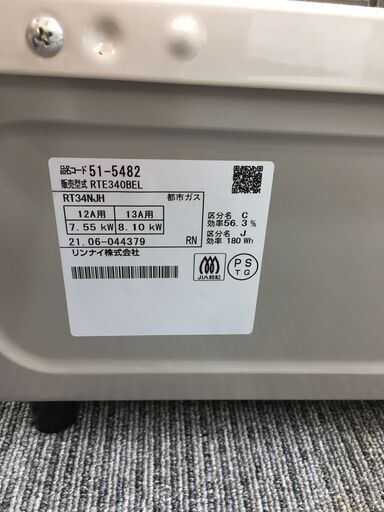 品名コード 51-5482
販売型式 RTE340BEL
RT34NJH 都市ガス
12A用 13A用
7.55 kW 8.10 kW
21.06-044379 RN
リンナイ株式会社
区分名 C
効率56.3%
区分名 J
効率 180 Wh
JIA
PS
TG